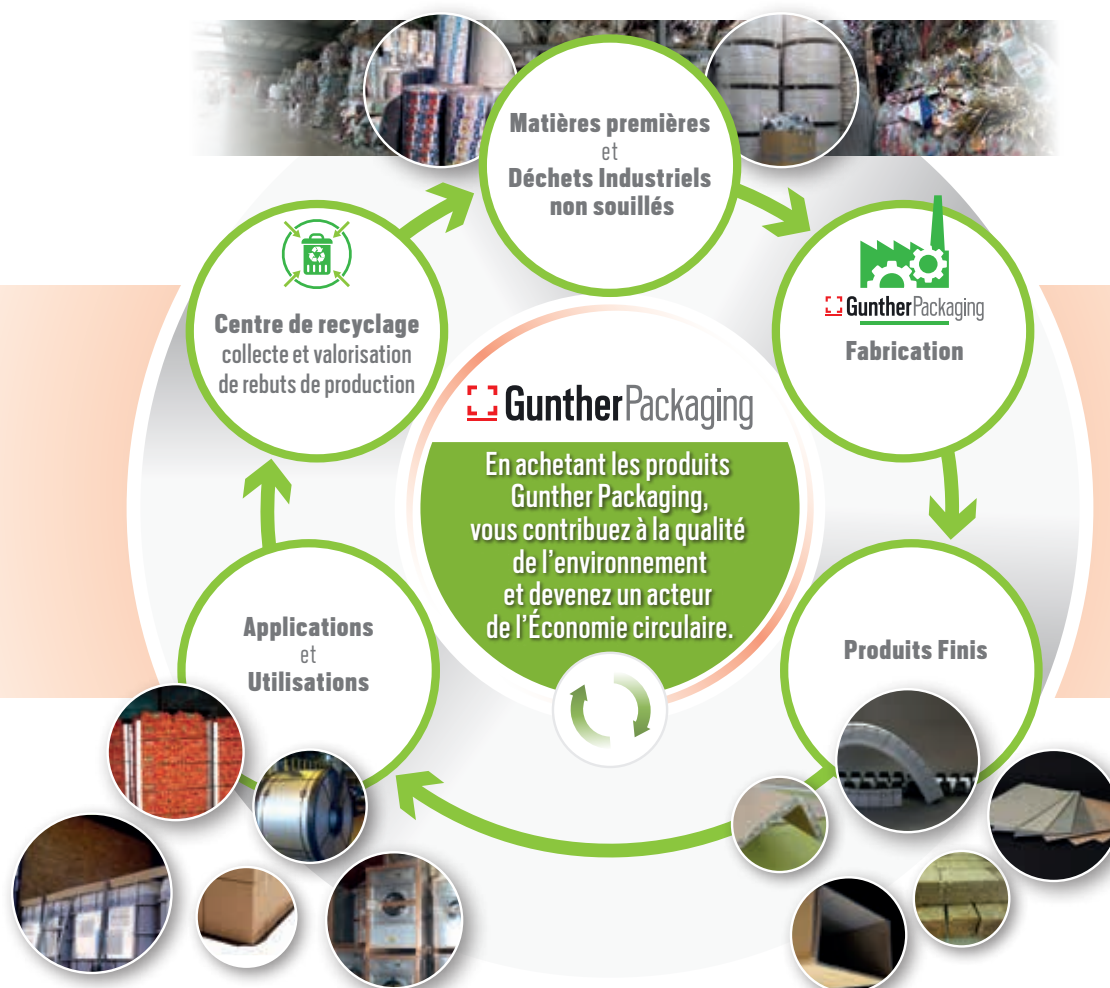 Matières premières
et
Déchets Industriels
non souillés
GuntherPackaging
Fabrication
Centre de recyclage
collecte et valorisation
de rebuts de production
GuntherPackaging
En achetant les produits
Gunther Packaging,
vous contribuez à la qualité
de l'environnement
et devenez un acteur
de l'Économie circulaire.
Produits Finis
Applications
et
Utilisations